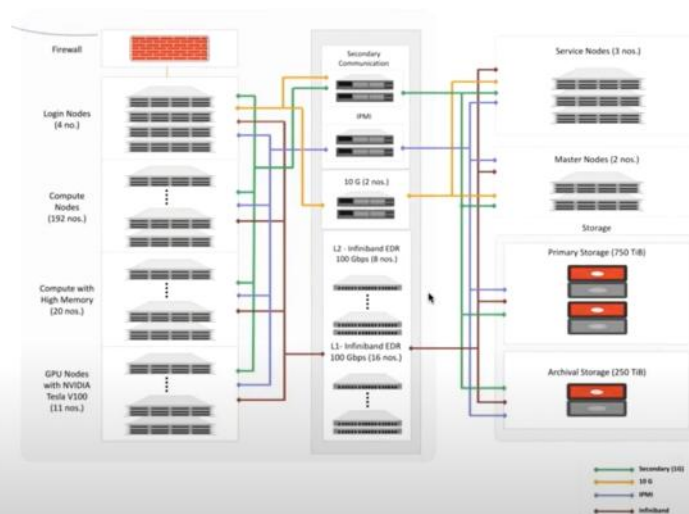 Firewall
Login Nodes
(4 no.)
Compute
Nodes
(192 nos.)
Compute with
High Memory
(20 nos.)
GPU Nodes
with NVIDIA
Tesla V100
(11 nos.)
Secondary
Communication
IPMI
10 G (2 nos.)
L2 - Infiniband EDR
100 Gbps (8 nos.)
L1- Infiniband EDR
100 Gbps (16 nos.)
Service Nodes (3 nos.)
Master Nodes (2 nos.)
Storage
Primary Storage (750 TiB)
Archival Storage (250 TiB)
Secondary (1G)
10 G
IPMI
Infiniband